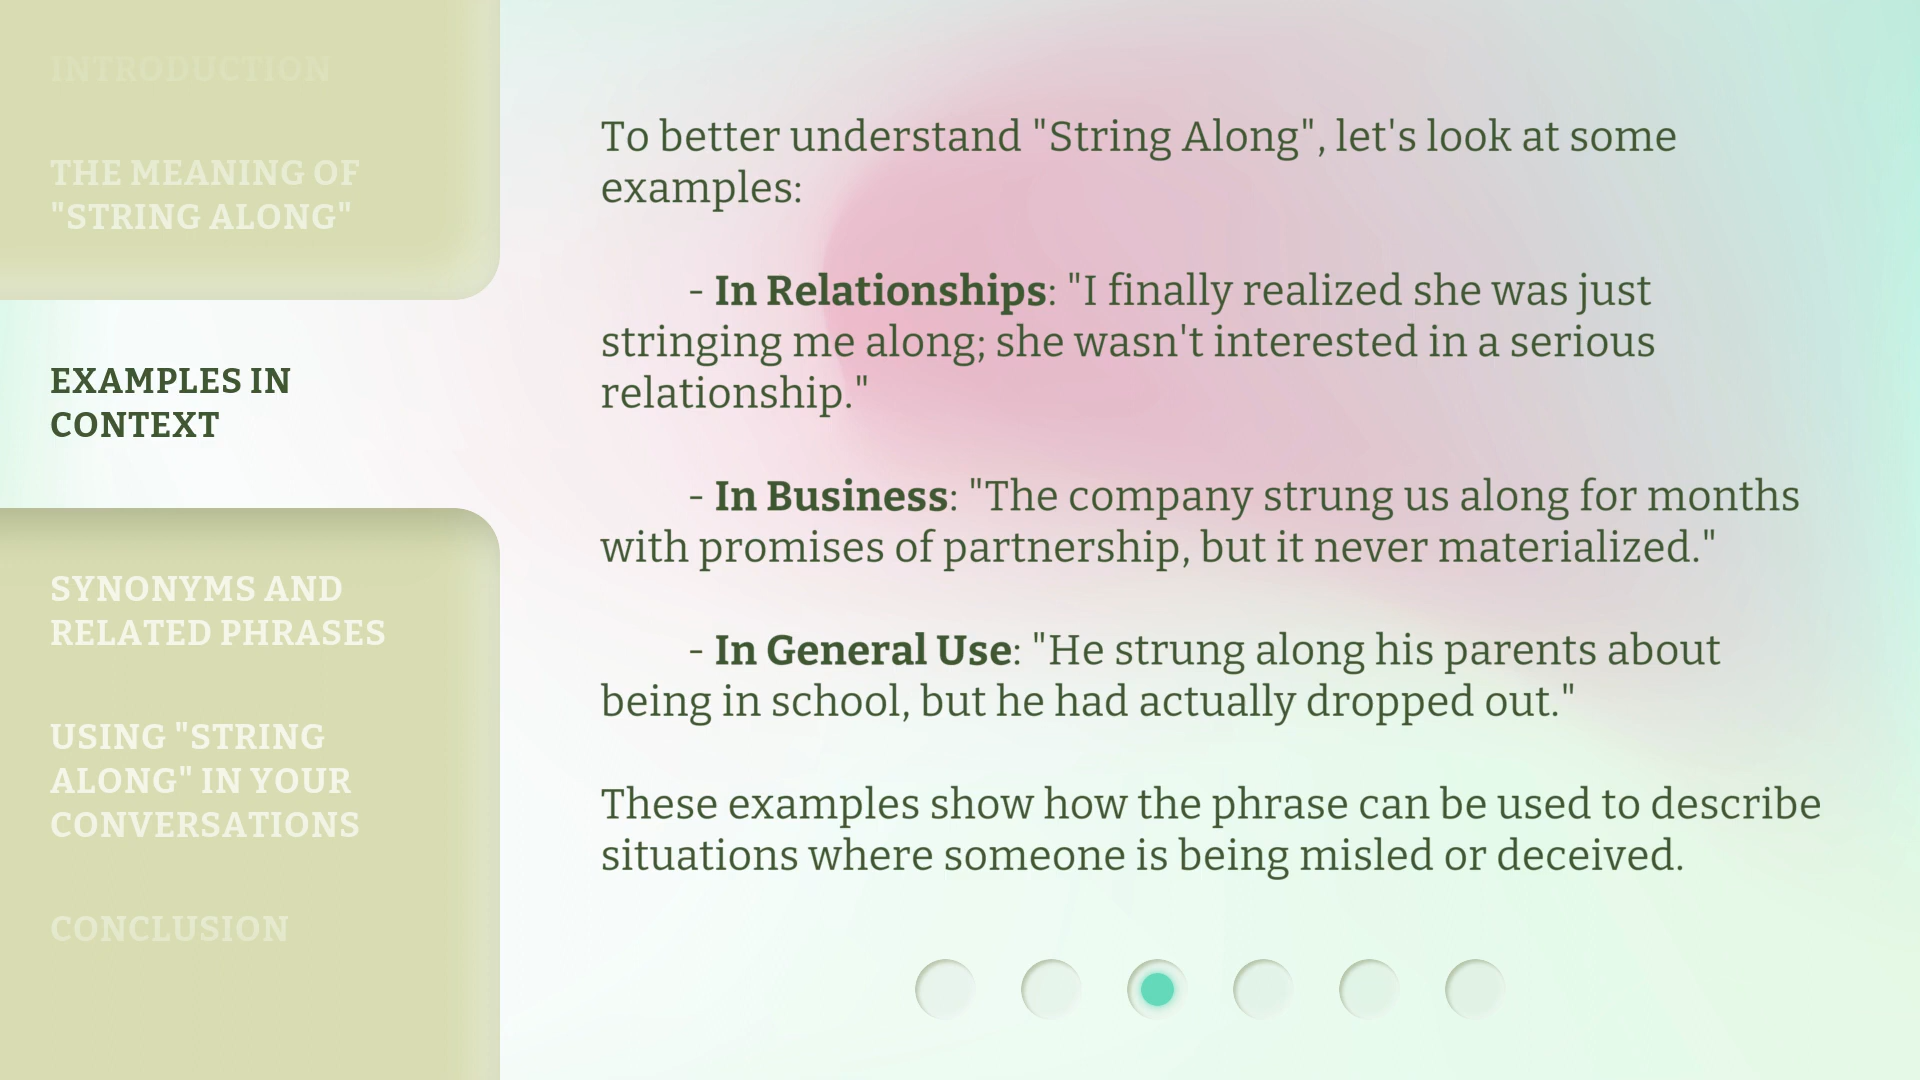 INTRODUCTION
THE MEANING OF
"STRING ALONG"
EXAMPLES IN
CONTEXT
SYNONYMS AND
RELATED PHRASES
USING "STRING
ALONG" IN YOUR
CONVERSATIONS
CONCLUSION
To better understand "String Along", let's look at some
examples:
- In Relationships: "I finally realized she was just
stringing me along; she wasn't interested in a serious
relationship."
- In Business: "The company strung us along for months
with promises of partnership, but it never materialized."
- In General Use: "He strung along his parents about
being in school, but he had actually dropped out."
These examples show how the phrase can be used to describe
situations where someone is being misled or deceived.